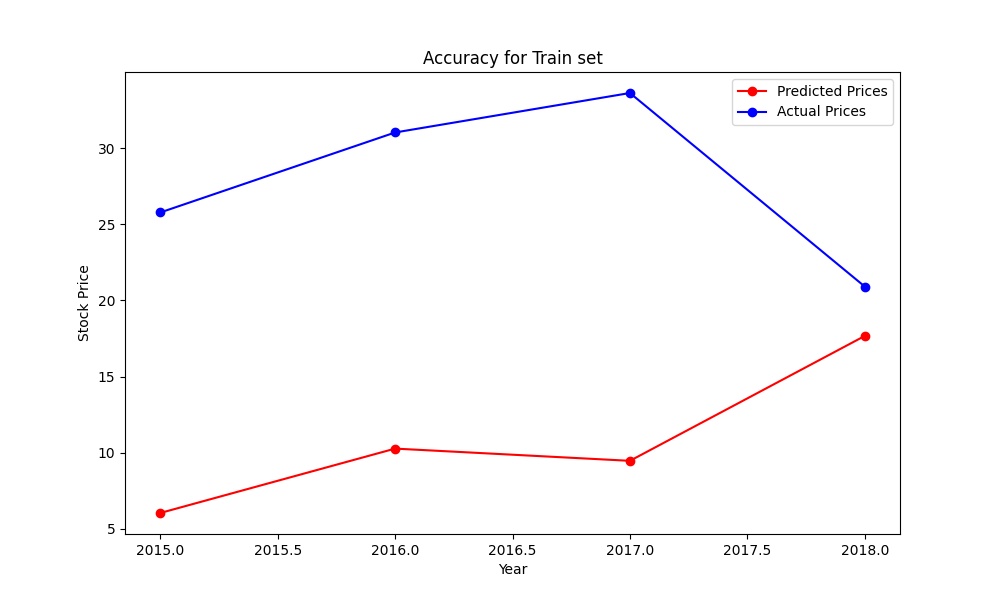 Accuracy for Train set
Predicted Prices
Actual Prices
Stock Price
30
25
20
15
10
5
2015.0 2015.5 2016.0 2016.5 2017.0 2017.5 2018.0
Year